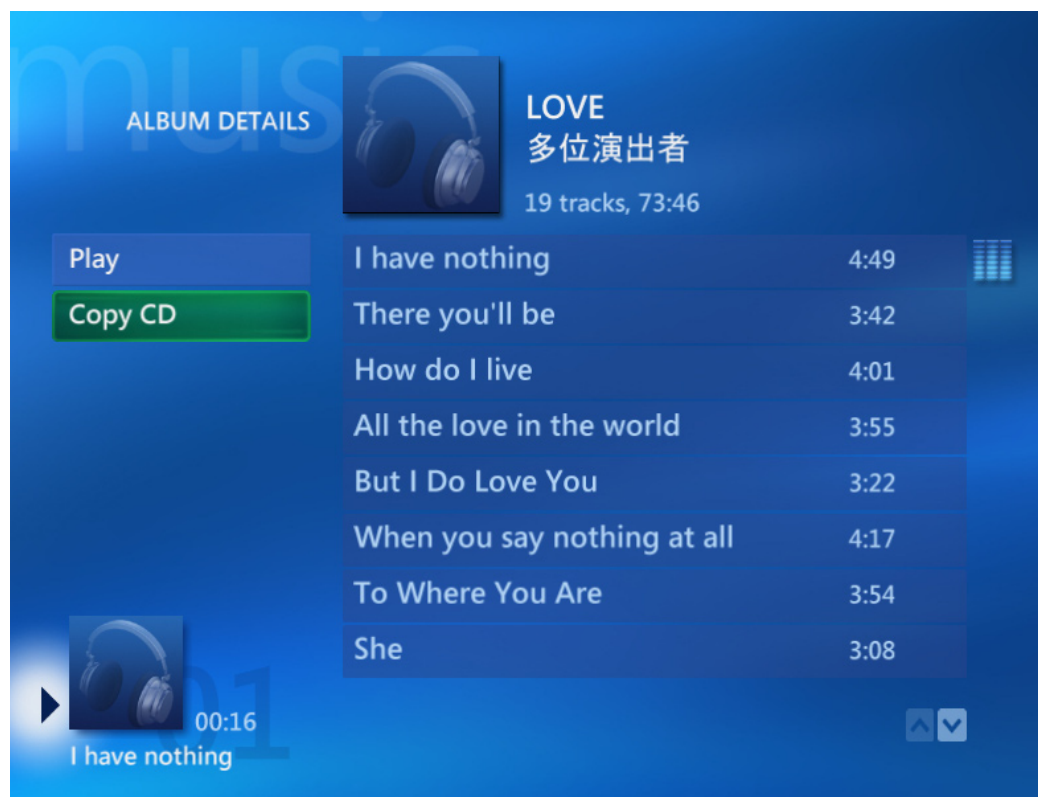 music
ALBUM DETAILS
LOVE
多位演出者
19 tracks, 73:46
Play
Copy CD
I have nothing 4:49
There you'll be 3:42
How do I live 4:01
All the love in the world 3:55
But I Do Love You 3:22
When you say nothing at all 4:17
To Where You Are 3:54
She 3:08
01
00:16
I have nothing